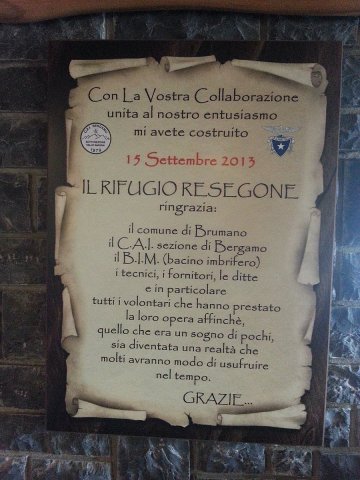 Con La Vostra Collaborazione
unita al nostro entusiasmo
mi avete costruito
15 Settembre 2013
IL RIFUGIO RESEGONE
ringrazia:
il comune di Brumano
il C.A.I. sezione di Bergamo
il B.I.M. (bacino imbrifero)
i tecnici, i fornitori, le ditte
e in particolare
tutti i volontari che hanno prestato
la loro opera affinchè,
quello che era un sogno di pochi,
sia diventata una realtà che
molti avranno modo di usufruire
nel tempo.
GRAZIE...